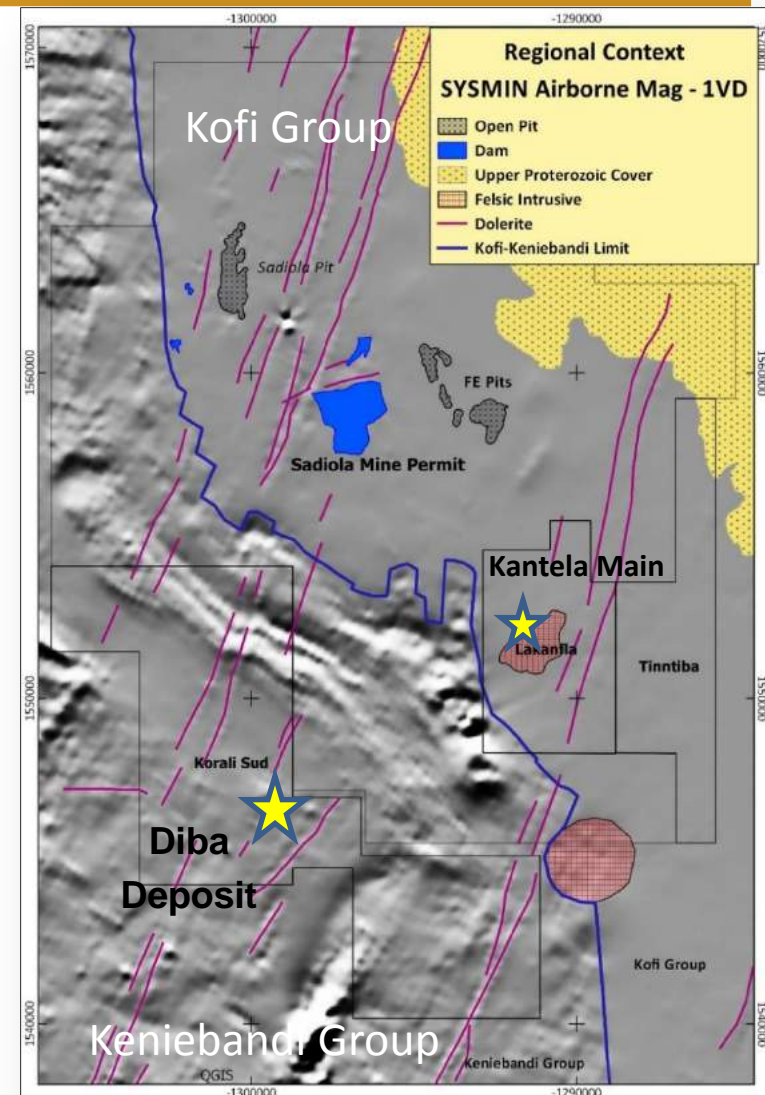 -1300000
-1290000
1570000
1570000
Regional Context
SYSMIN Airborne Mag - 1VD
Open Pit
Dam
Upper Proterozoic Cover
Felsic Intrusive
Dolerite
Kofi-Keniebandi Limit
Kofi Group
Sadiola Pit
1560000
1560000
FE Pits
Sadiola Mine Permit
Kantela Main
Lakanfla
Tinntiba
1550000
1550000
Korali Sud
Diba
Deposit
Kofi Group
1540000
1540000
Keniebandi Group
Keniebandi Group
QGIS
-1300000
-1290000